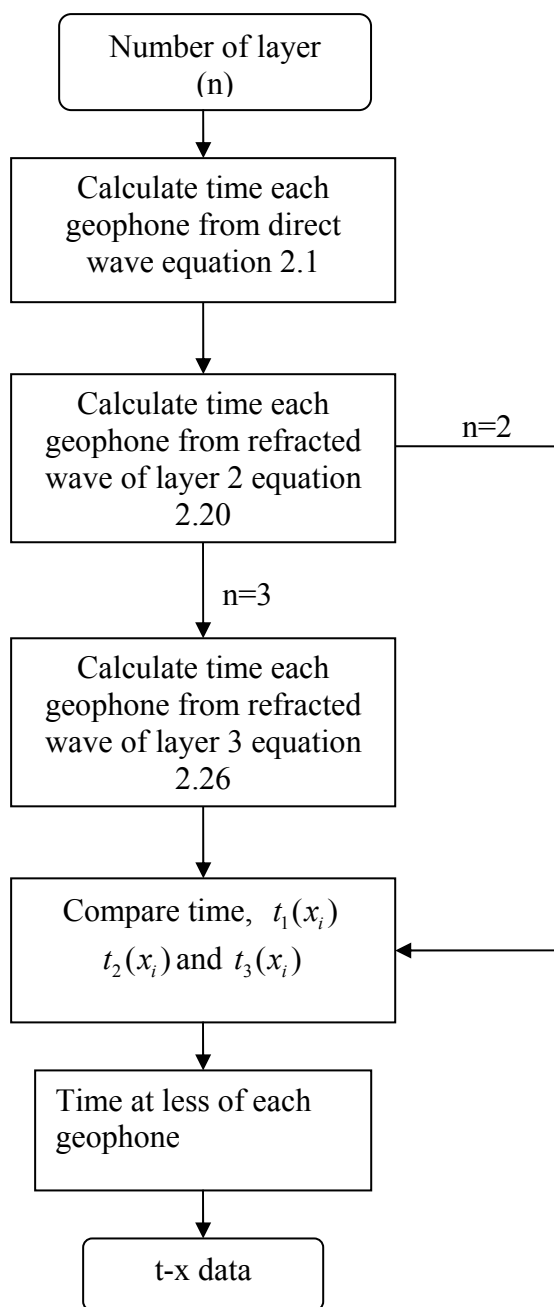 Number of layer
(n)
Calculate time each
geophone from direct
wave equation 2.1
Calculate time each
geophone from refracted
wave of layer 2 equation
2.20
n=2
n=3
Calculate time each
geophone from refracted
wave of layer 3 equation
2.26
Compare time, t₁(xᵢ)
t₂(xᵢ) and t₃(xᵢ)
Time at less of each
geophone
t-x data